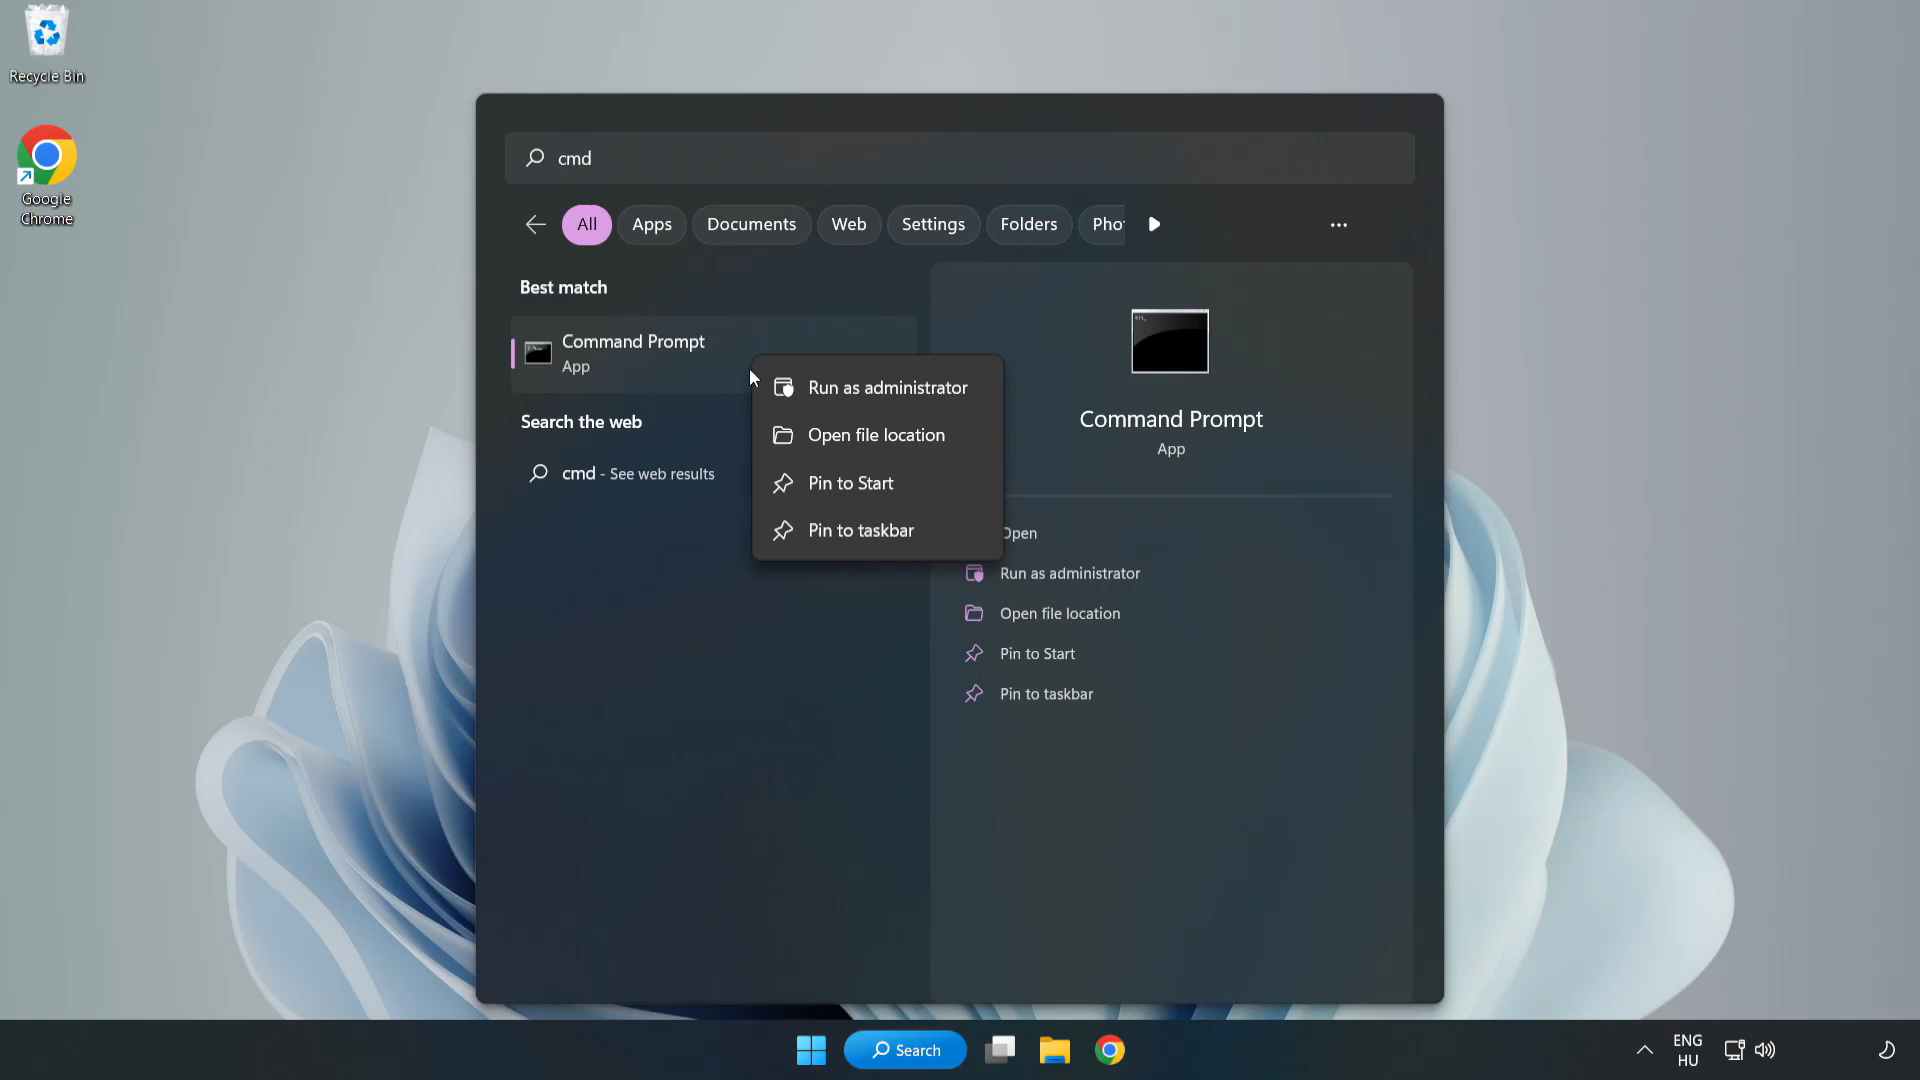 Recycle Bin
Google
Chrome
cmd
All
Apps
Documents
Web
Settings
Folders
Best match
Command Prompt
App
Search the web
cmd - See web results
Run as administrator
Open file location
Pin to Start
Pin to taskbar
Command Prompt
App
Open
Run as administrator
Open file location
Pin to Start
Pin to taskbar
Search
ENG
HU